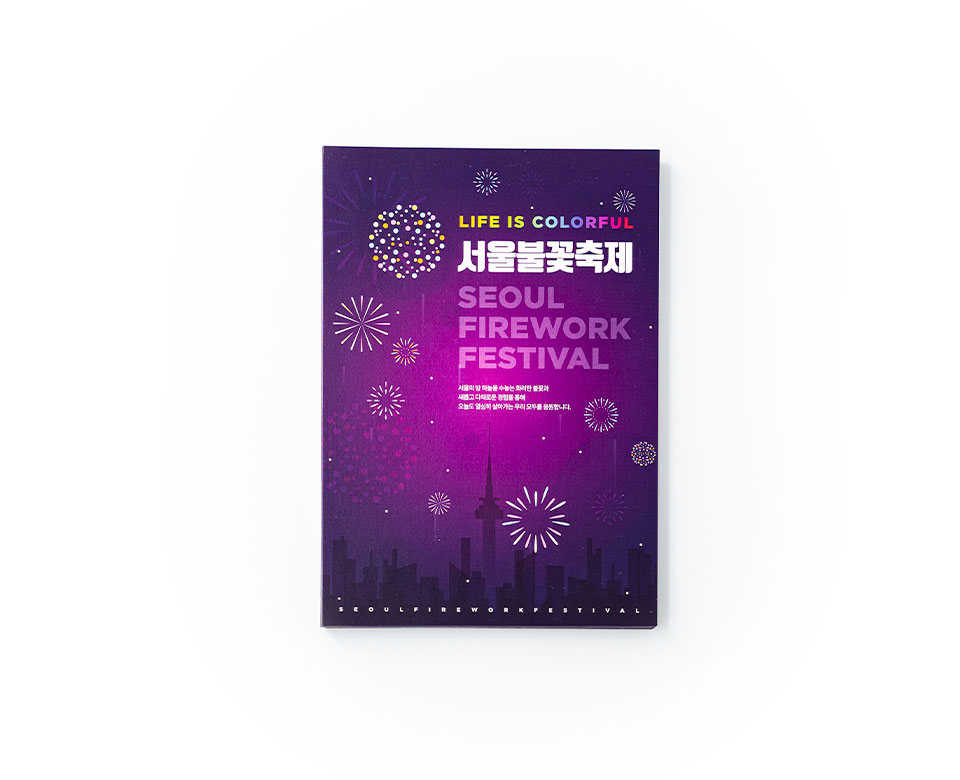 LIFE IS COLORFUL
서울불꽃축제
SEOUL
FIREWORK
FESTIVAL
서울의 밤 하늘을 수놓는 화려한 불꽃과
새롭고 다채로운 경험을 통해
오늘도 열심히 살아가는 우리 모두를 응원합니다.
SEOULFIREWORKFESTIVAL